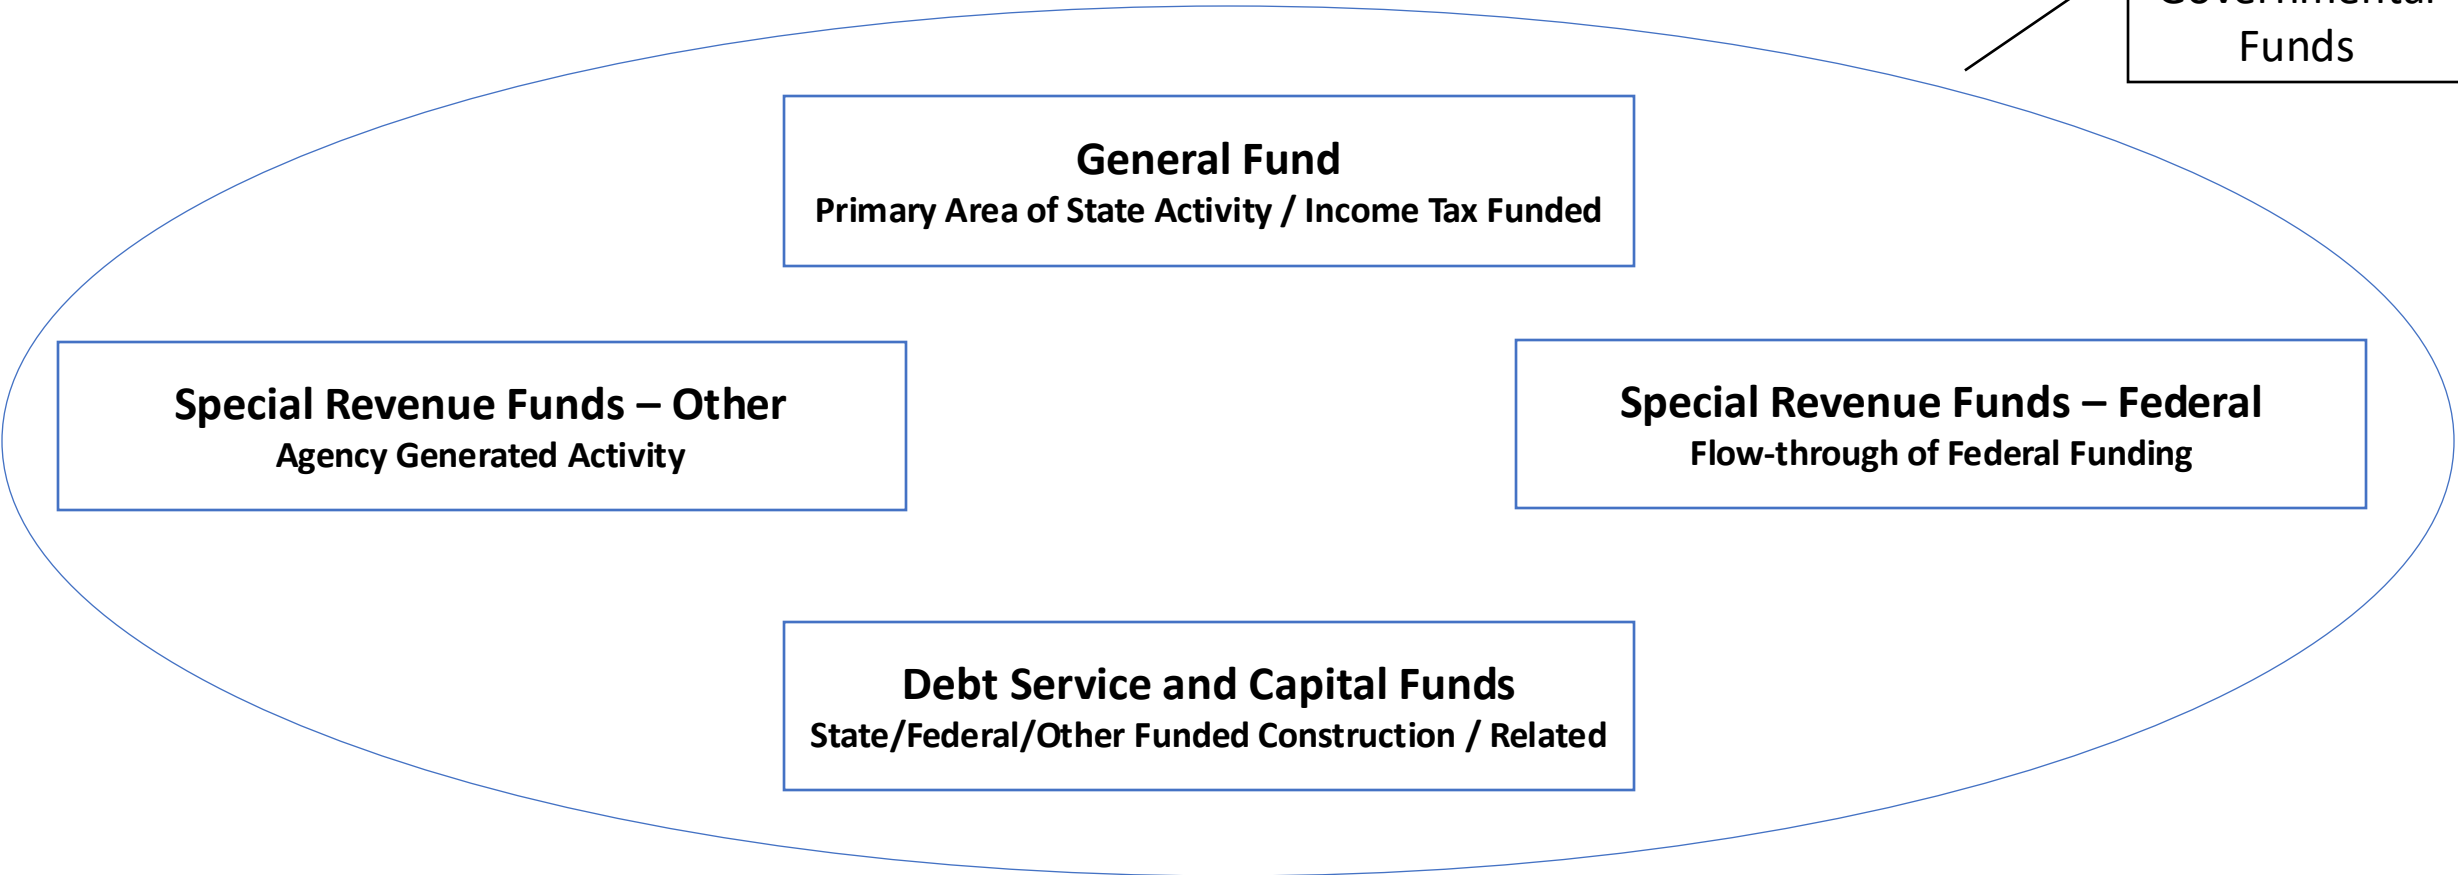 Governmental
Funds
General Fund
Primary Area of State Activity / Income Tax Funded
Special Revenue Funds – Other
Agency Generated Activity
Special Revenue Funds – Federal
Flow-through of Federal Funding
Debt Service and Capital Funds
State/Federal/Other Funded Construction / Related